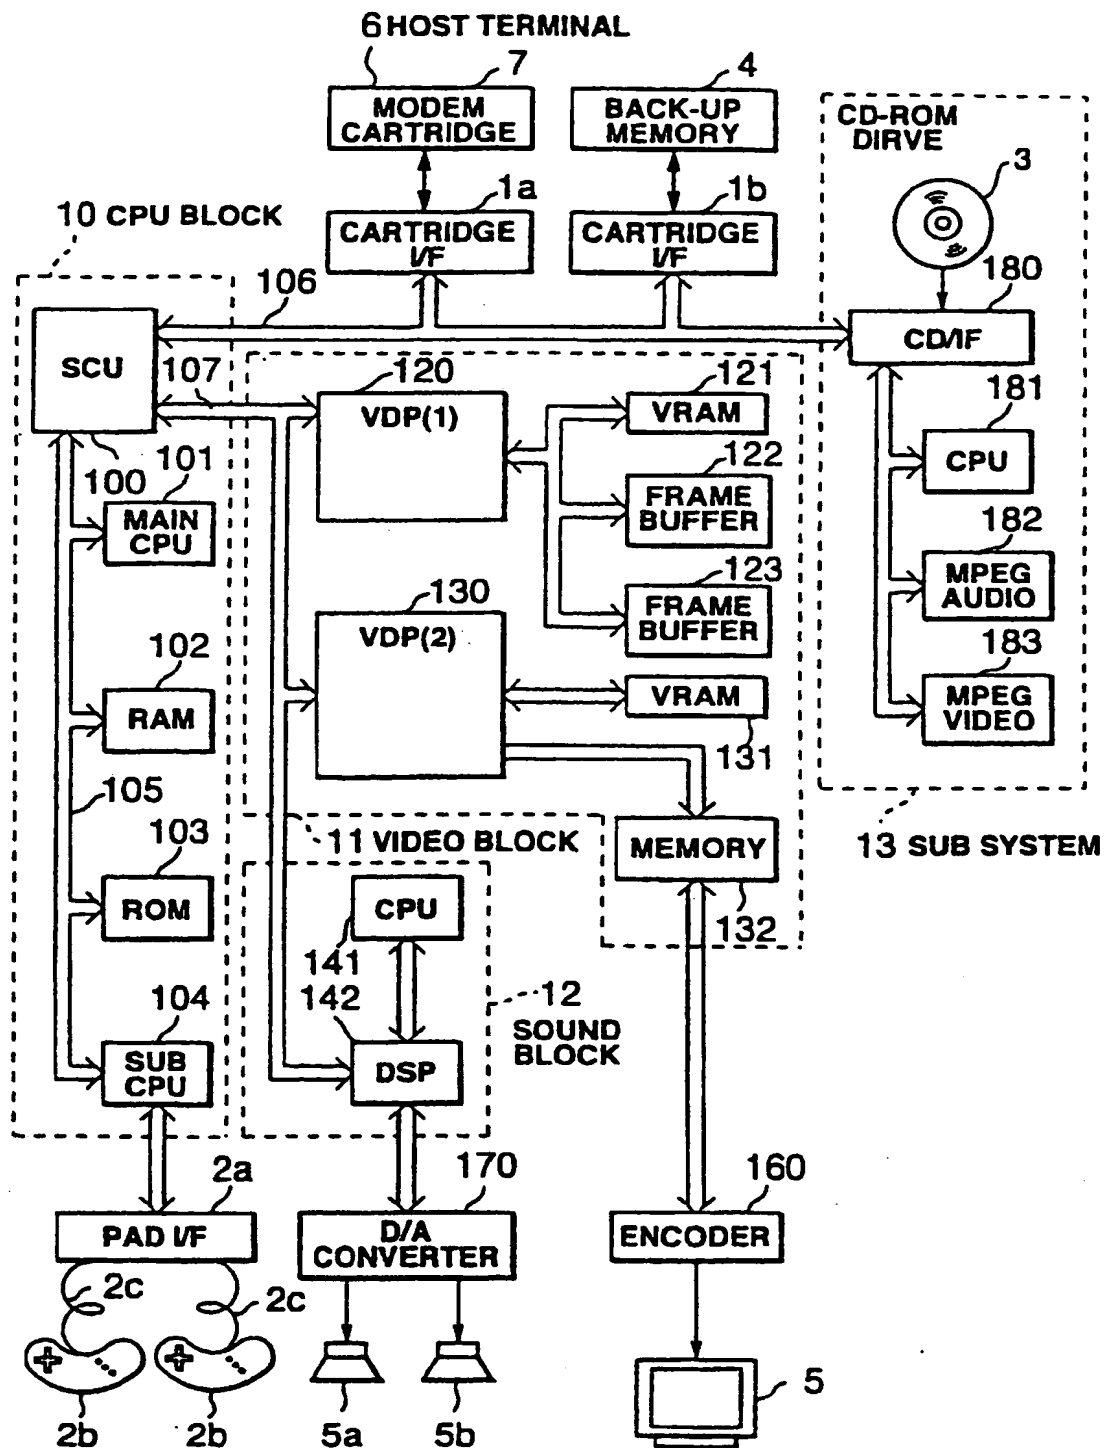 6 HOST TERMINAL
7
4
MODEM
CARTRIDGE
BACK-UP
MEMORY
CD-ROM
DIRVE
3
1a
1b
10 CPU BLOCK
CARTRIDGE
I/F
CARTRIDGE
I/F
106
180
SCU
CD/IF
107
120
121
181
VDP(1)
VRAM
CPU
100
101
122
MAIN
CPU
FRAME
BUFFER
182
MPEG
AUDIO
130
123
VDP(2)
FRAME
BUFFER
102
183
RAM
VRAM
MPEG
VIDEO
131
105
103
11 VIDEO BLOCK
MEMORY
13 SUB SYSTEM
ROM
CPU
132
141
104
142
12
SOUND
BLOCK
SUB
CPU
DSP
2a
170
160
PAD I/F
D/A
CONVERTER
ENCODER
2c
2c
5
2b
2b
5a
5b